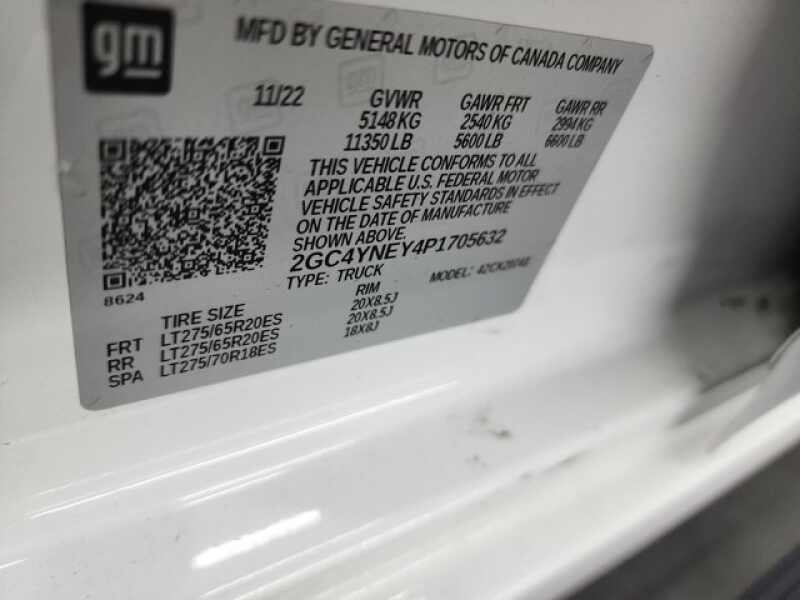 gm
MFD BY GENERAL MOTORS OF CANADA COMPANY
11/22 GVWR GAWR FRT GAWR RR
5148 KG 2540 KG 2994 KG
11350 LB 5600 LB 6600 LB
THIS VEHICLE CONFORMS TO ALL
APPLICABLE U.S. FEDERAL MOTOR
VEHICLE SAFETY STANDARDS IN EFFECT
ON THE DATE OF MANUFACTURE
SHOWN ABOVE.
2GC4YNEY4P1705632
TYPE: TRUCK MODEL:
8624
TIRE SIZE RIM
FRT LT275/65R20ES 20X8.5J
RR LT275/65R20ES 20X8.5J
SPA LT275/70R18ES 18X8J